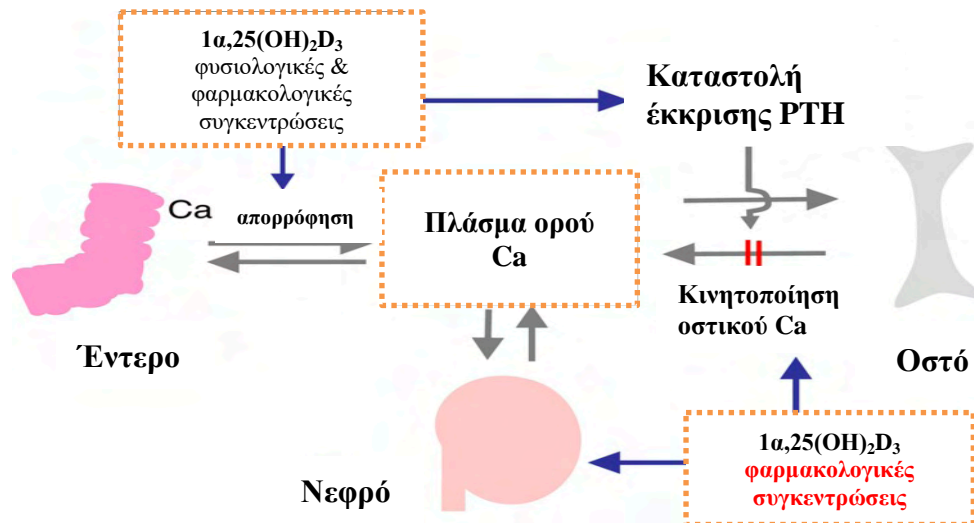 1α,25(OH)₂D₃
φυσιολογικές &
φαρμακολογικές
συγκεντρώσεις
Καταστολή
έκκρισης PTH
Ca
απορρόφηση
Πλάσμα ορού
Ca
Κινητοποίηση
οστικού Ca
Έντερο
Οστό
Νεφρό
1α,25(OH)₂D₃
φαρμακολογικές
συγκεντρώσεις